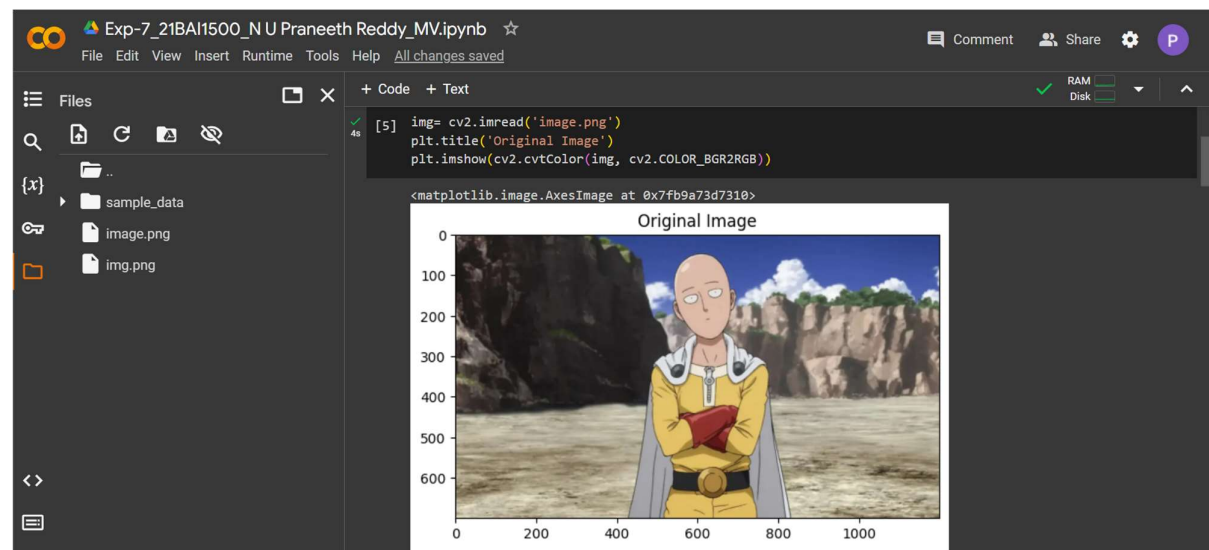 Exp-7_21BAI1500_N U Praneeth Reddy_MV.ipynb
File Edit View Insert Runtime Tools Help All changes saved
Comment Share P
Files
+ Code + Text
RAM
Disk
..
sample_data
image.png
img.png
{x}
4s
[5] img= cv2.imread('image.png')
plt.title('Original Image')
plt.imshow(cv2.cvtColor(img, cv2.COLOR_BGR2RGB))
<matplotlib.image.AxesImage at 0x7fb9a73d7310>
Original Image
0
100
200
300
400
500
600
0 200 400 600 800 1000